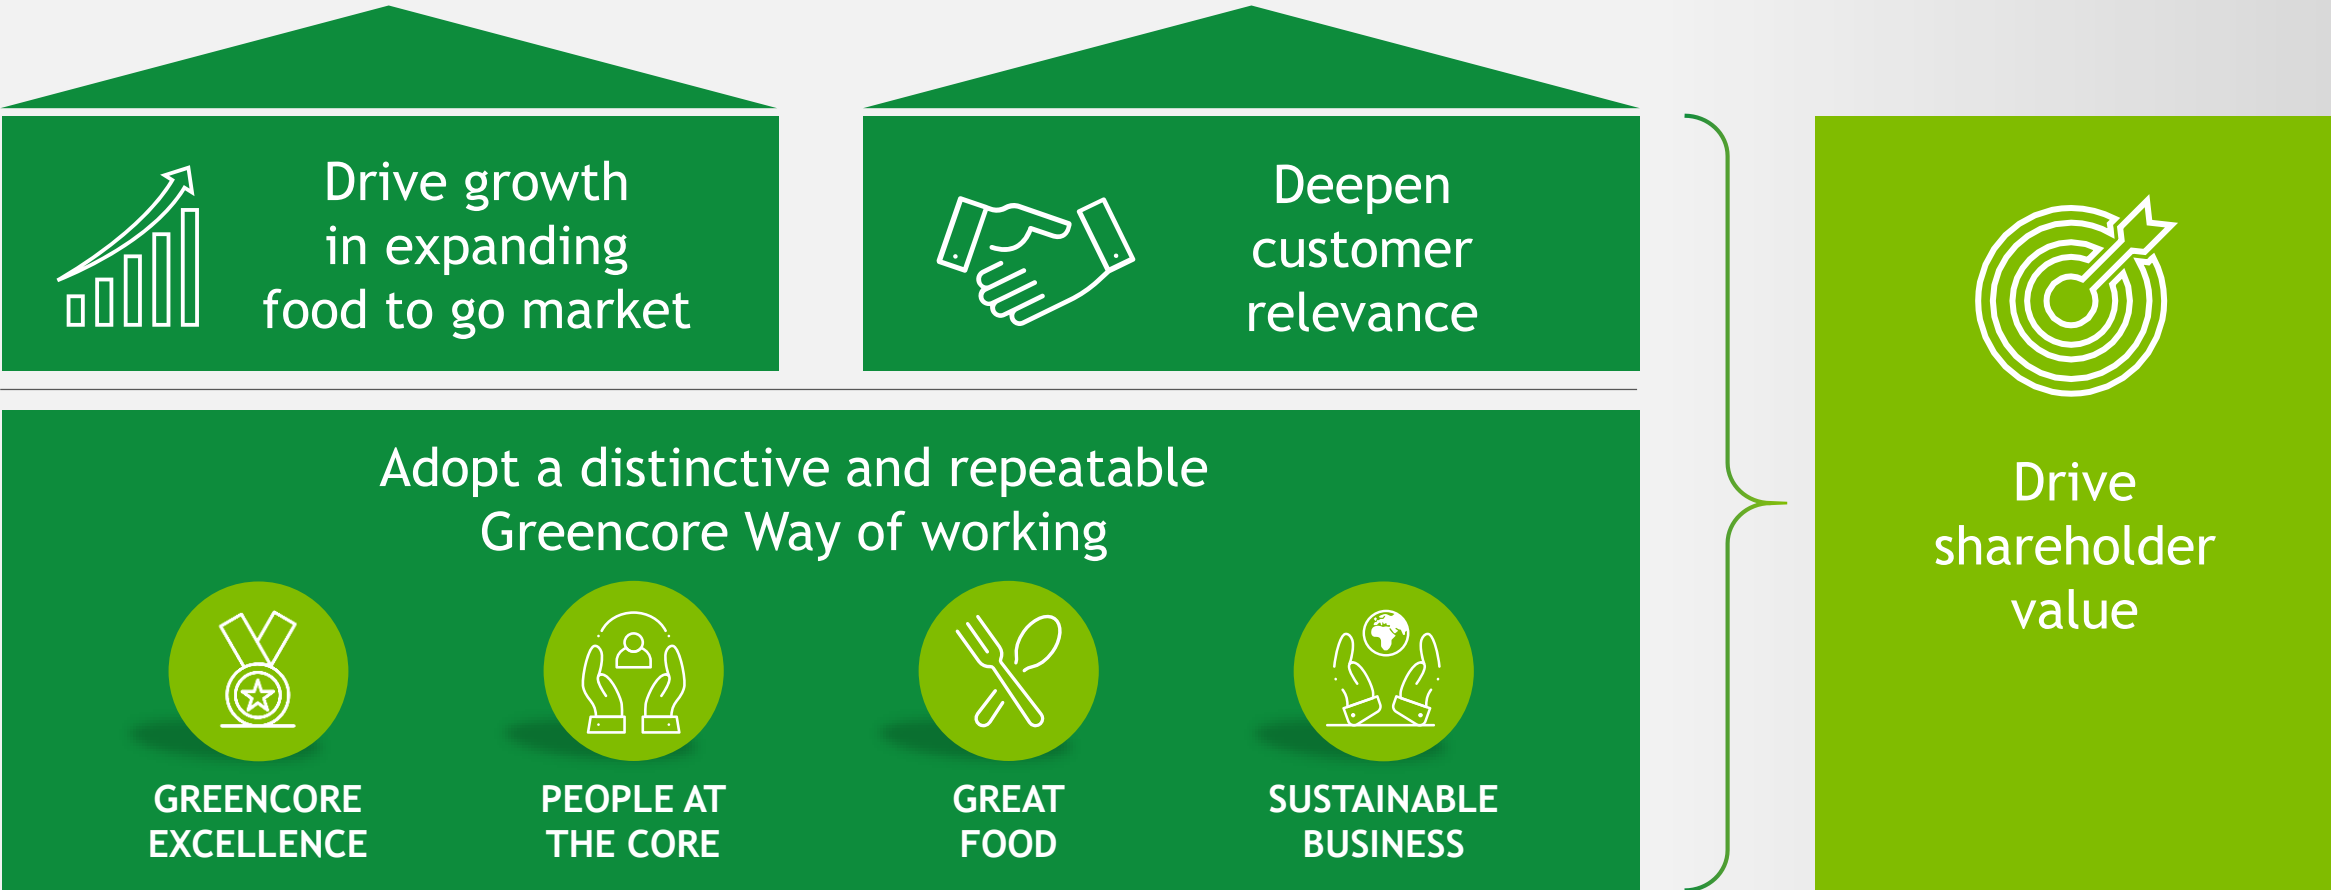 Drive growth
in expanding
food to go market
Deepen
customer
relevance
Adopt a distinctive and repeatable
Greencore Way of working
GREENCORE
EXCELLENCE
PEOPLE AT
THE CORE
GREAT
FOOD
SUSTAINABLE
BUSINESS
Drive
shareholder
value